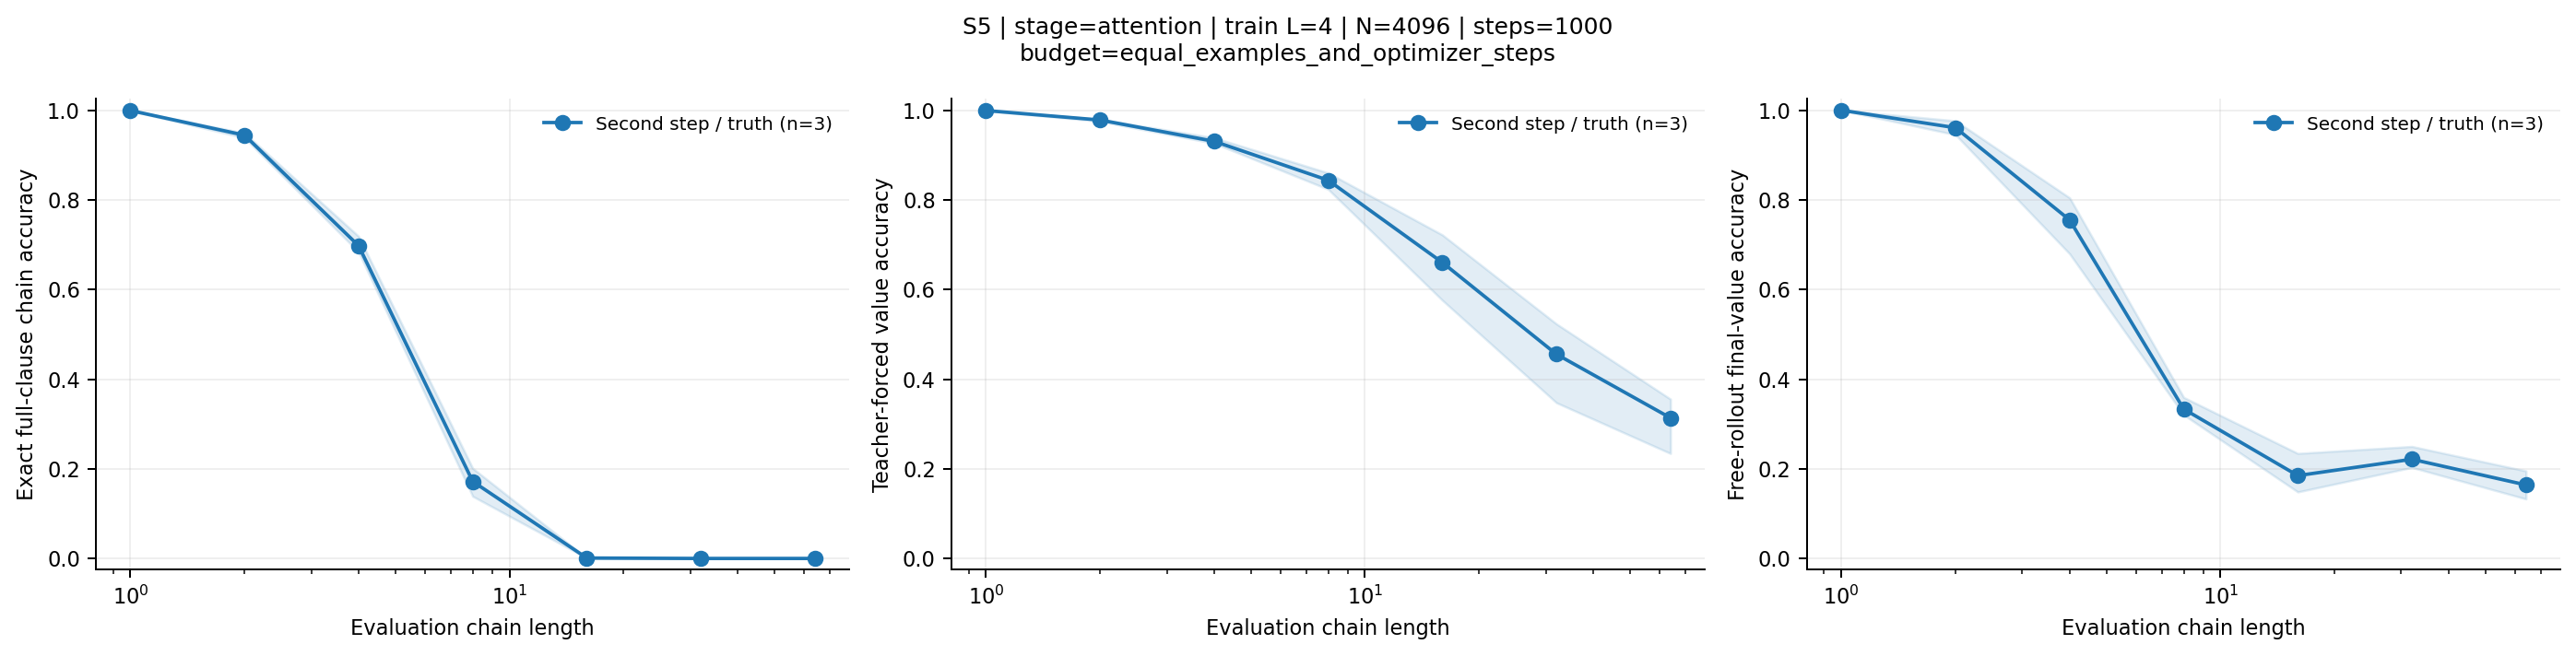 S5 | stage=attention | train L=4 | N=4096 | steps=1000
budget=equal_examples_and_optimizer_steps
Exact full-clause chain accuracy
1.0
0.8
0.6
0.4
0.2
0.0
Second step / truth (n=3)
10⁰
10¹
Evaluation chain length
Teacher-forced value accuracy
1.0
0.8
0.6
0.4
0.2
0.0
Second step / truth (n=3)
10⁰
10¹
Evaluation chain length
Free-rollout final-value accuracy
1.0
0.8
0.6
0.4
0.2
0.0
Second step / truth (n=3)
10⁰
10¹
Evaluation chain length